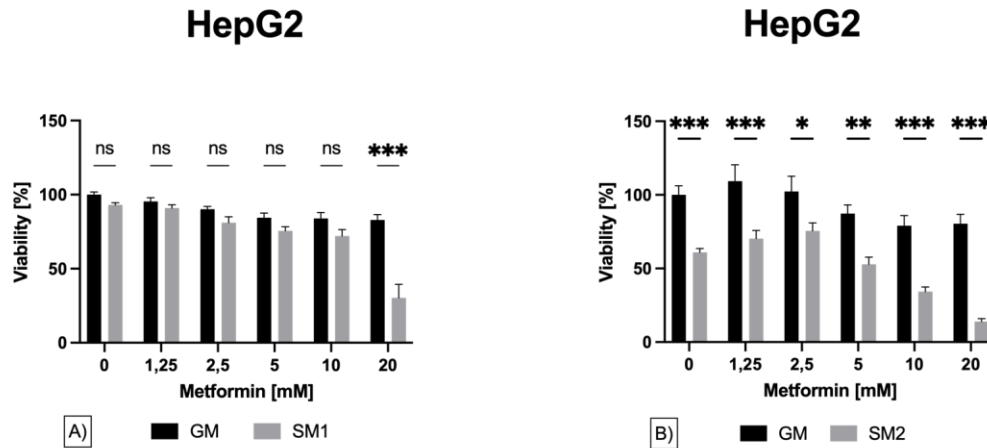 HepG2
150
100
50
0
Viability [%]
ns
ns
ns
ns
ns
***
0
1,25
2,5
5
10
20
Metformin [mM]
A)
GM
SM1
HepG2
150
100
50
0
Viability [%]
***
***
*
**
***
***
0
1,25
2,5
5
10
20
Metformin [mM]
B)
GM
SM2